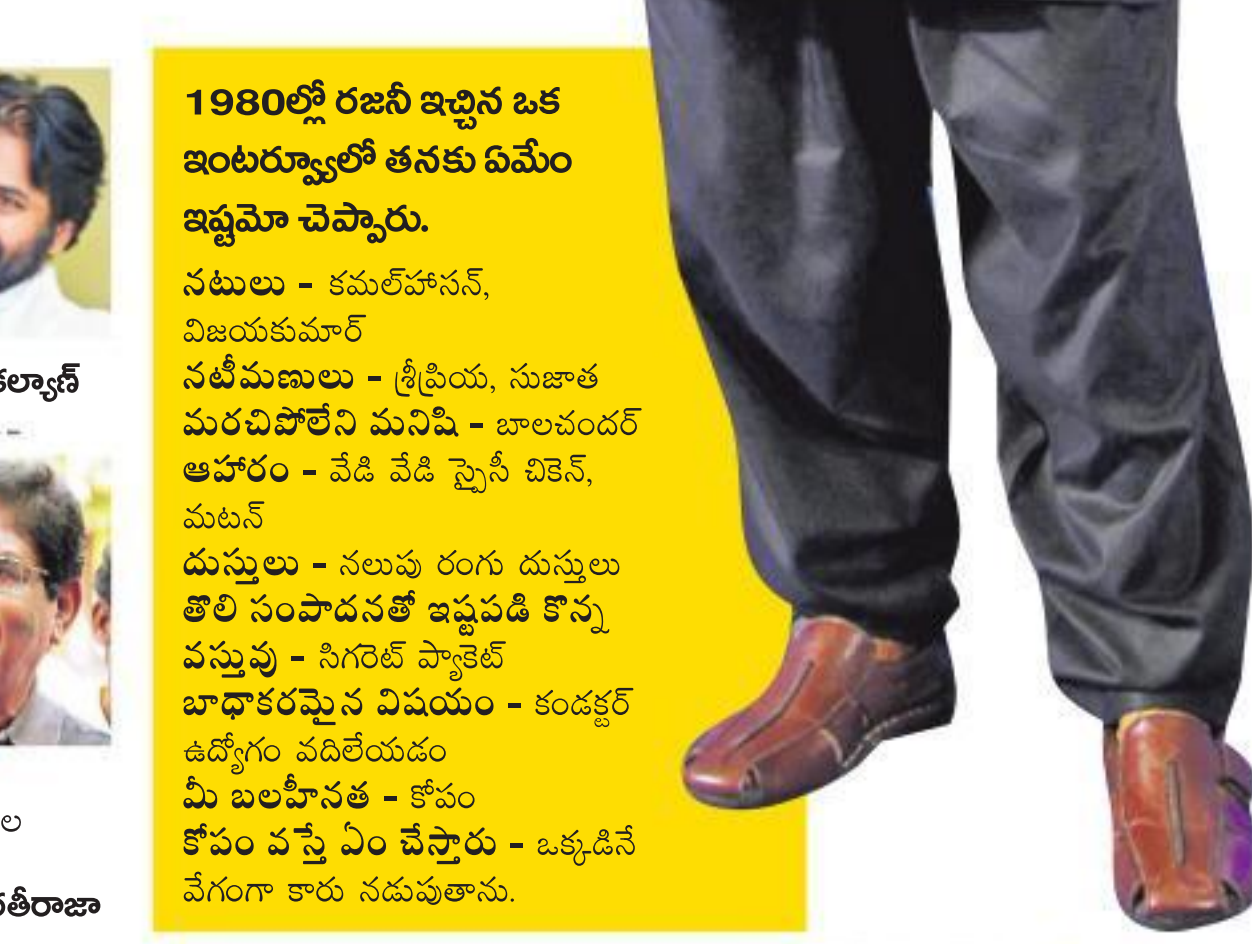 కల్యాణ్
ల
1980ల్లో రజనీ ఇచ్చిన ఒక
ఇంటర్వ్యూలో తనకు ఏమేం
ఇష్టమో చెప్పారు.
నటులు - కమల్‌హాసన్,
విజయకుమార్
నటీమణులు - శ్రీప్రియ, సుజాత
మరచిపోలేని మనిషి - బాలచందర్
ఆహారం - వేడి వేడి స్పైసీ చికెన్,
మటన్
దుస్తులు - నలుపు రంగు దుస్తులు
తొలి సంపాదనతో ఇష్టపడి కొన్న
వస్తువు - సిగరెట్ ప్యాకెట్
బాధాకరమైన విషయం - కండక్టర్
ఉద్యోగం వదిలేయడం
మీ బలహీనత - కోపం
కోపం వస్తే ఏం చేస్తారు - ఒక్కడినే
వేగంగా కారు నడుపుతాను.